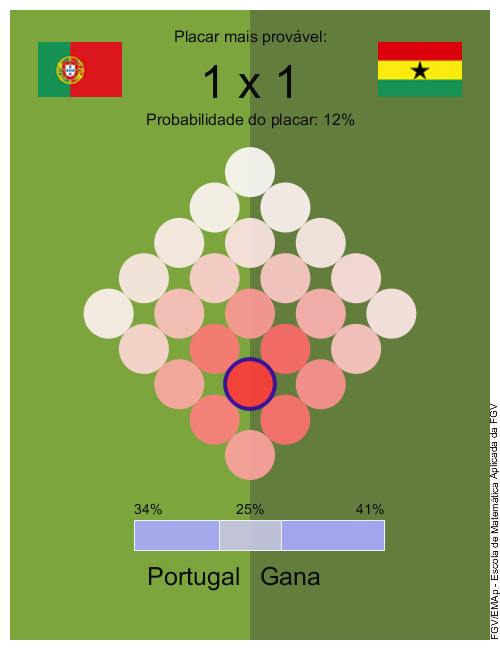 Placar mais provável:
1 x 1
Probabilidade do placar: 12%
34% 25% 41%
Portugal Gana
FGV/EMAp - Escola de Matemática Aplicada da FGV